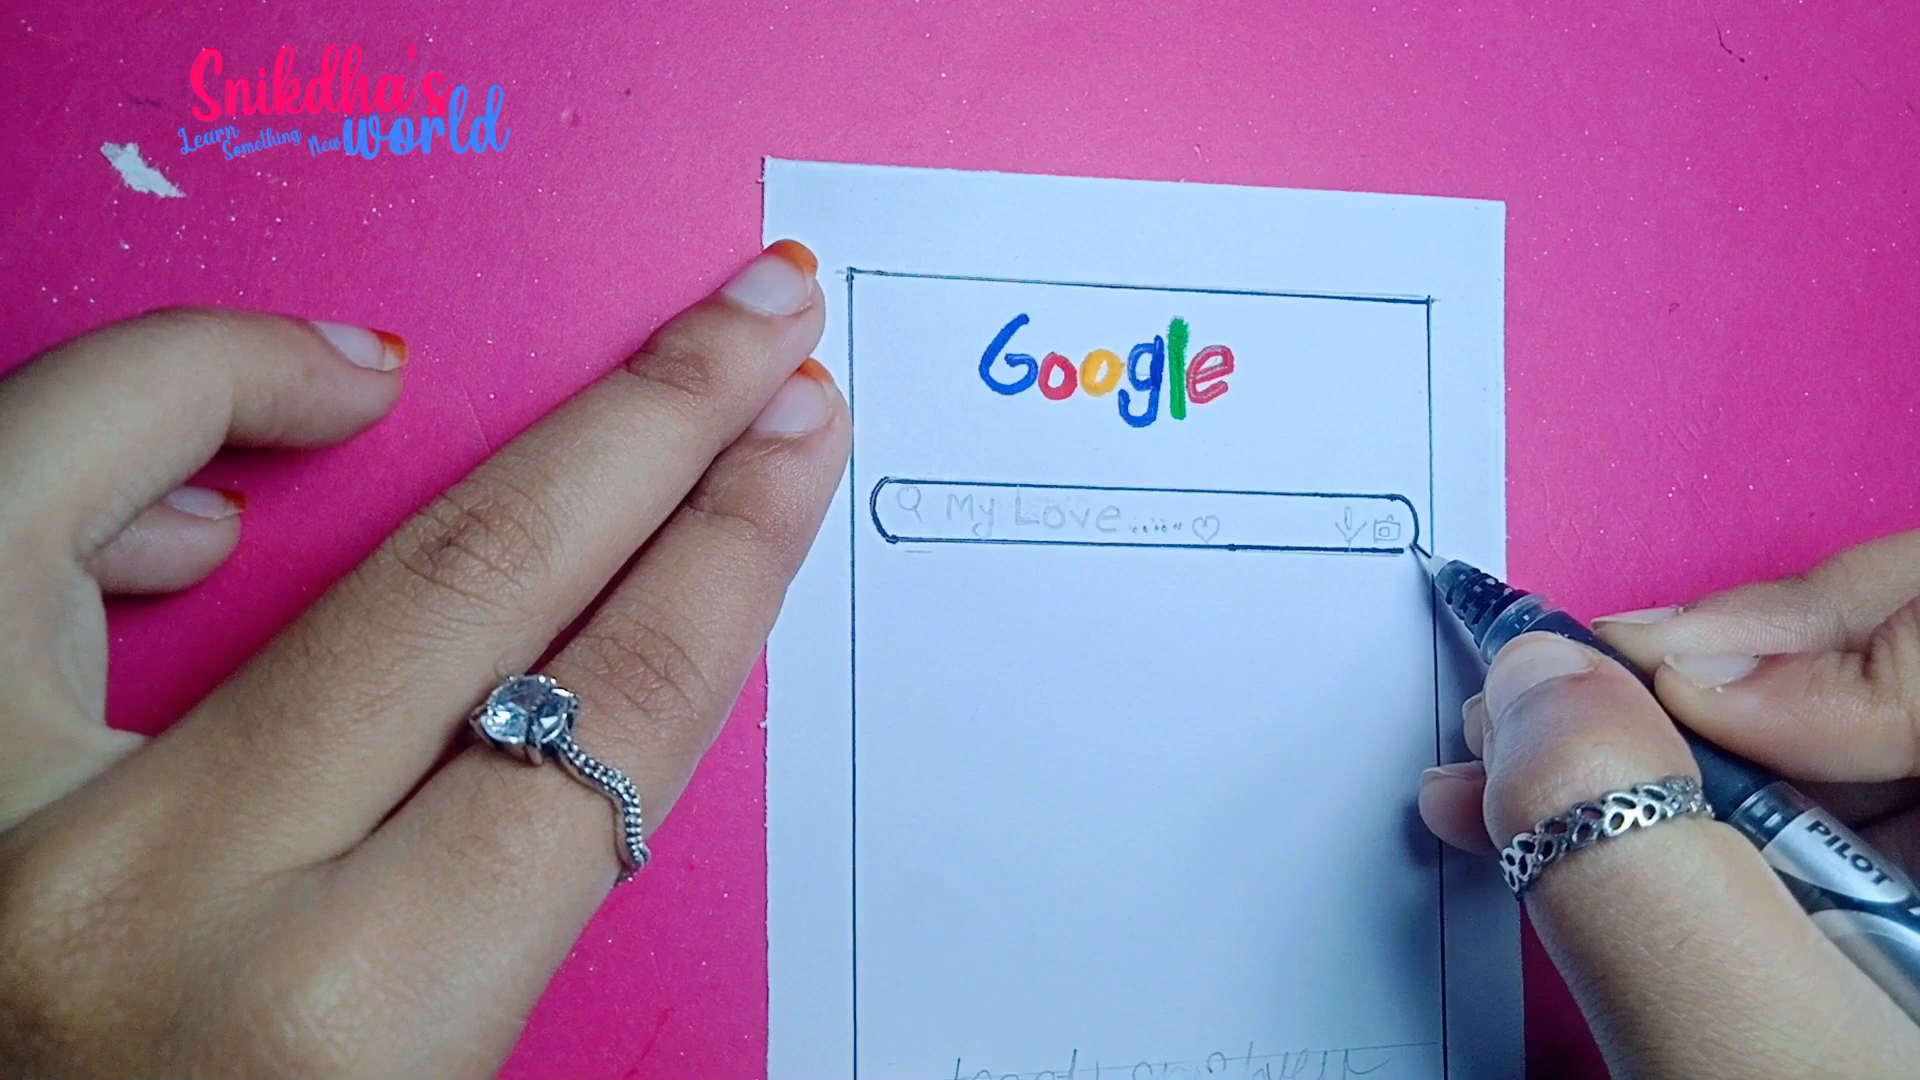 Snikdha's
world
Learn
Something
New
Google
My Love...... ♡
PILOT